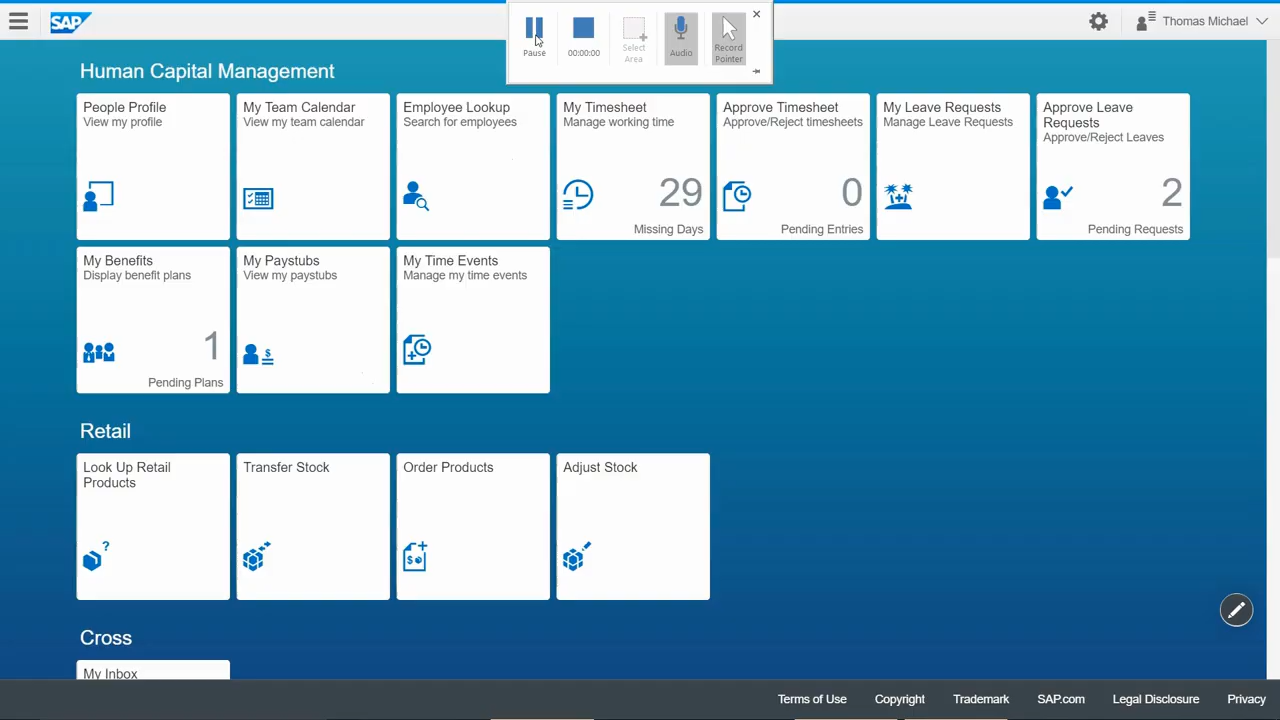 SAP
Pause
00:00:00
Select
Area
Audio
Record
Pointer
Thomas Michael
Human Capital Management
People Profile
View my profile
My Team Calendar
View my team calendar
Employee Lookup
Search for employees
My Timesheet
Manage working time
29
Missing Days
Approve Timesheet
Approve/Reject timesheets
0
Pending Entries
My Leave Requests
Manage Leave Requests
Approve Leave
Requests
Approve/Reject Leaves
2
Pending Requests
My Benefits
Display benefit plans
1
Pending Plans
My Paystubs
View my paystubs
My Time Events
Manage my time events
Retail
Look Up Retail
Products
Transfer Stock
Order Products
Adjust Stock
Cross
My Inbox
Terms of Use
Copyright
Trademark
SAP.com
Legal Disclosure
Privacy